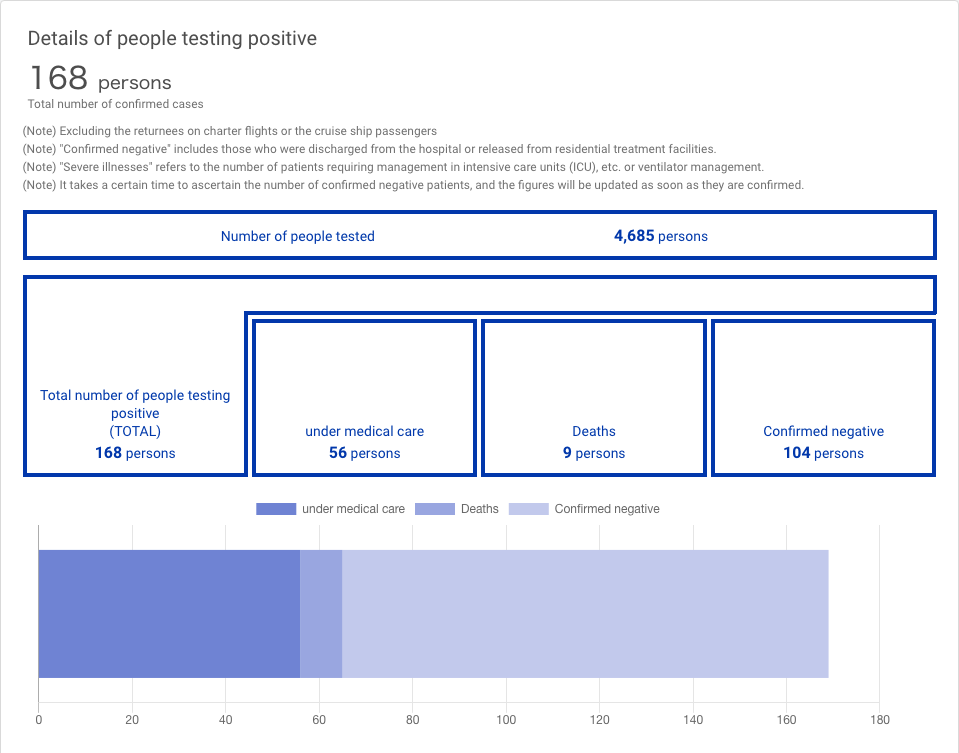 Details of people testing positive
168 persons
Total number of confirmed cases
(Note) Excluding the returnees on charter flights or the cruise ship passengers
(Note) "Confirmed negative" includes those who were discharged from the hospital or released from residential treatment facilities.
(Note) "Severe illnesses" refers to the number of patients requiring management in intensive care units (ICU), etc. or ventilator management.
(Note) It takes a certain time to ascertain the number of confirmed negative patients, and the figures will be updated as soon as they are confirmed.
Number of people tested 4,685 persons
Total number of people testing
positive
(TOTAL)
168 persons
under medical care
56 persons
Deaths
9 persons
Confirmed negative
104 persons
under medical care Deaths Confirmed negative
0 20 40 60 80 100 120 140 160 180